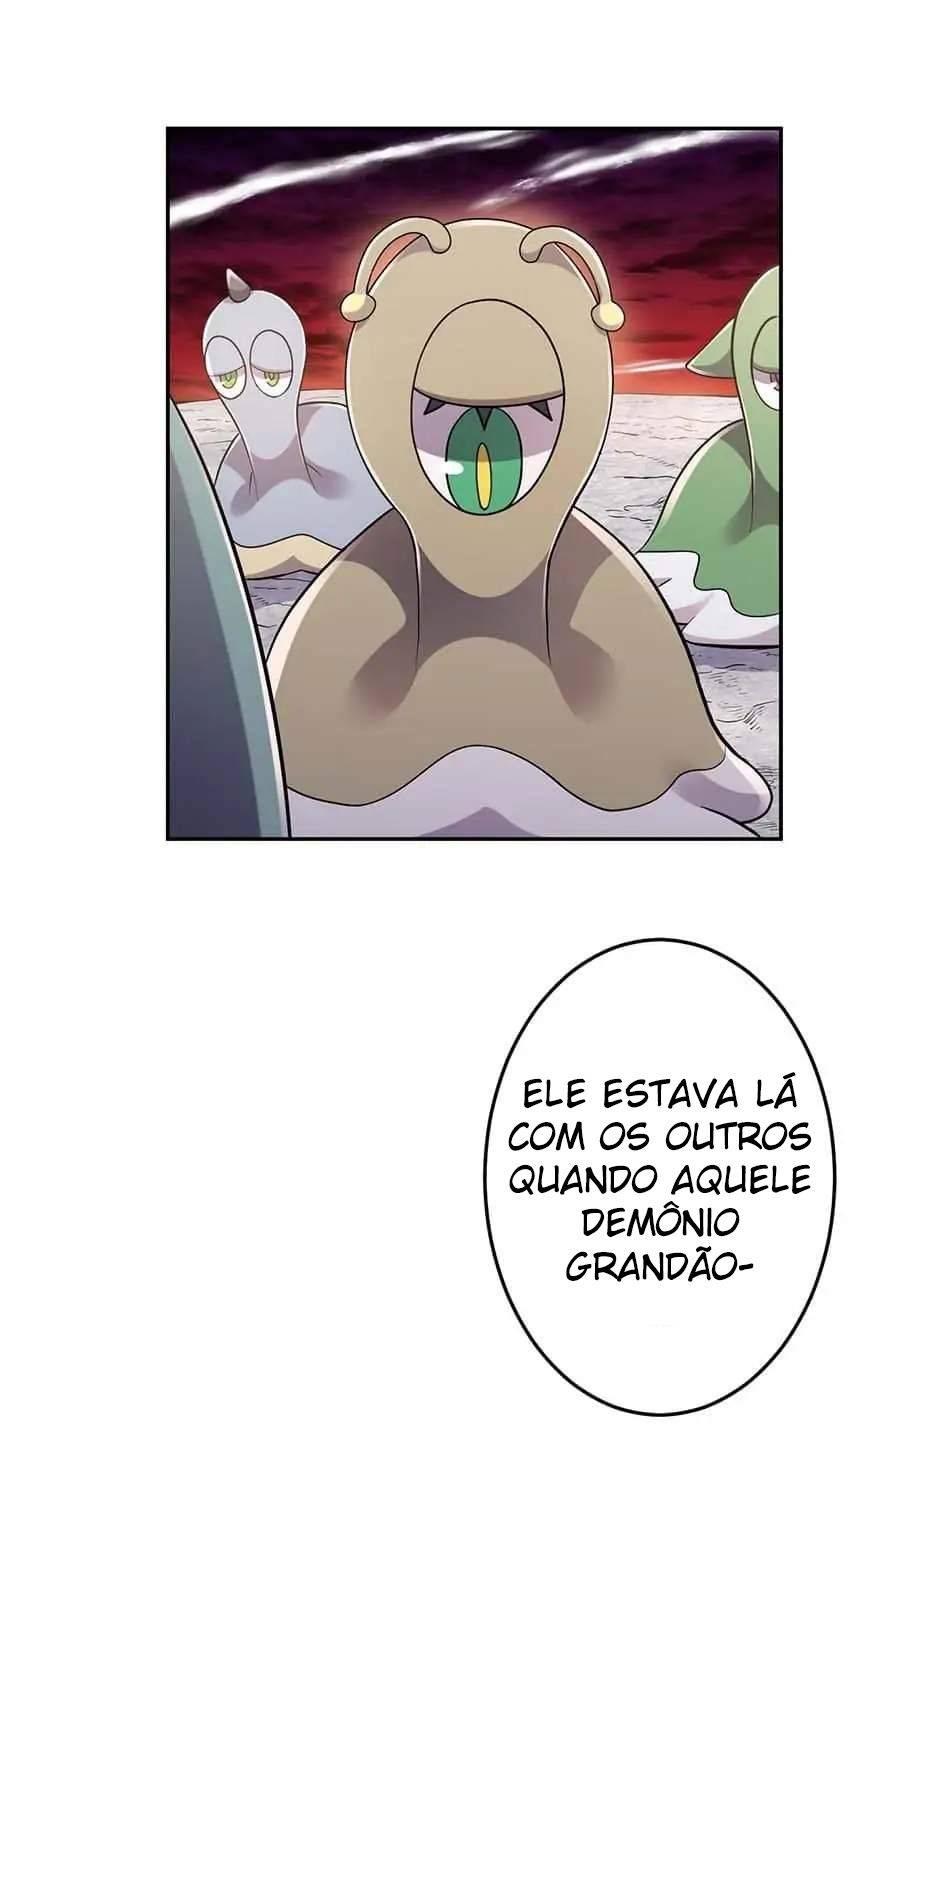 ELE ESTAVA LÁ
COM OS OUTROS
QUANDO AQUELE
DEMÔNIO
GRANDÃO-